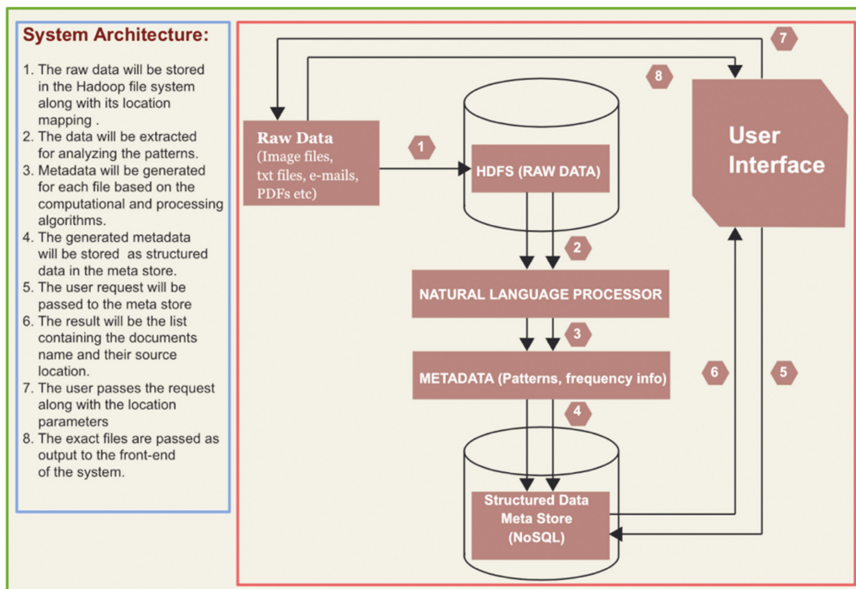 System Architecture:
1. The raw data will be stored
in the Hadoop file system
along with its location
mapping .
2. The data will be extracted
for analyzing the patterns.
3. Metadata will be generated
for each file based on the
computational and processing
algorithms.
4. The generated metadata
will be stored as structured
data in the meta store.
5. The user request will be
passed to the meta store
6. The result will be the list
containing the documents
name and their source
location.
7. The user passes the request
along with the location
parameters
8. The exact files are passed as
output to the front-end
of the system.
7
8
Raw Data
(Image files,
txt files, e-mails,
PDFs etc)
1
HDFS (RAW DATA)
User
Interface
2
NATURAL LANGUAGE PROCESSOR
3
METADATA (Patterns, frequency info)
6
5
4
Structured Data
Meta Store
(NoSQL)